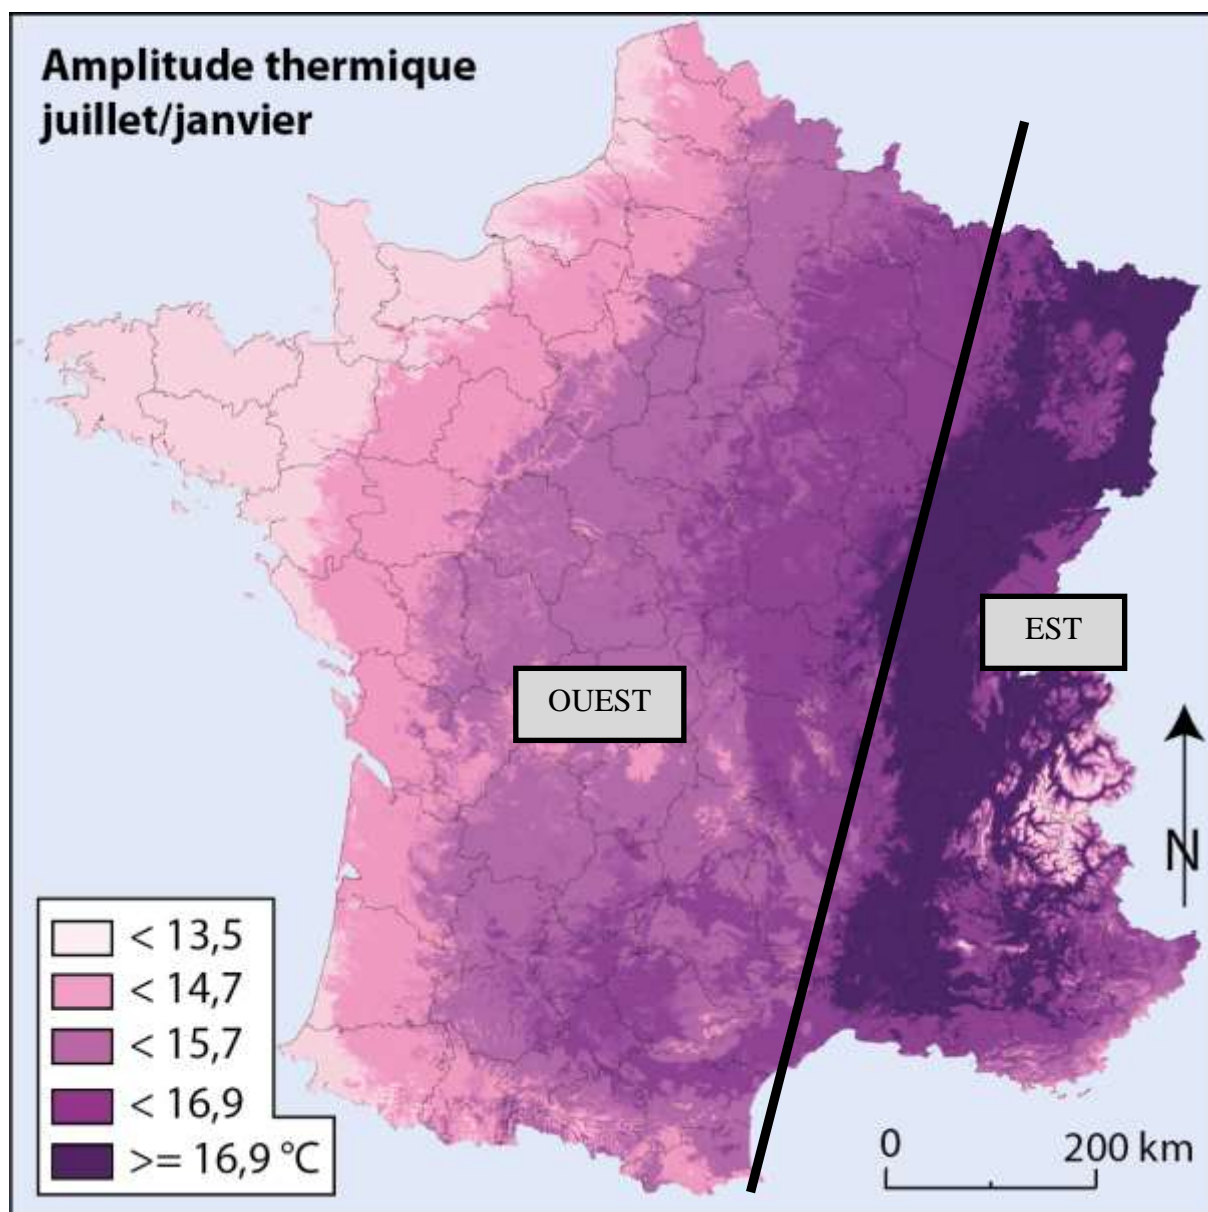 Amplitude thermique
juillet/janvier
EST
OUEST
N
< 13,5
< 14,7
< 15,7
< 16,9
>= 16,9 °C
0 200 km